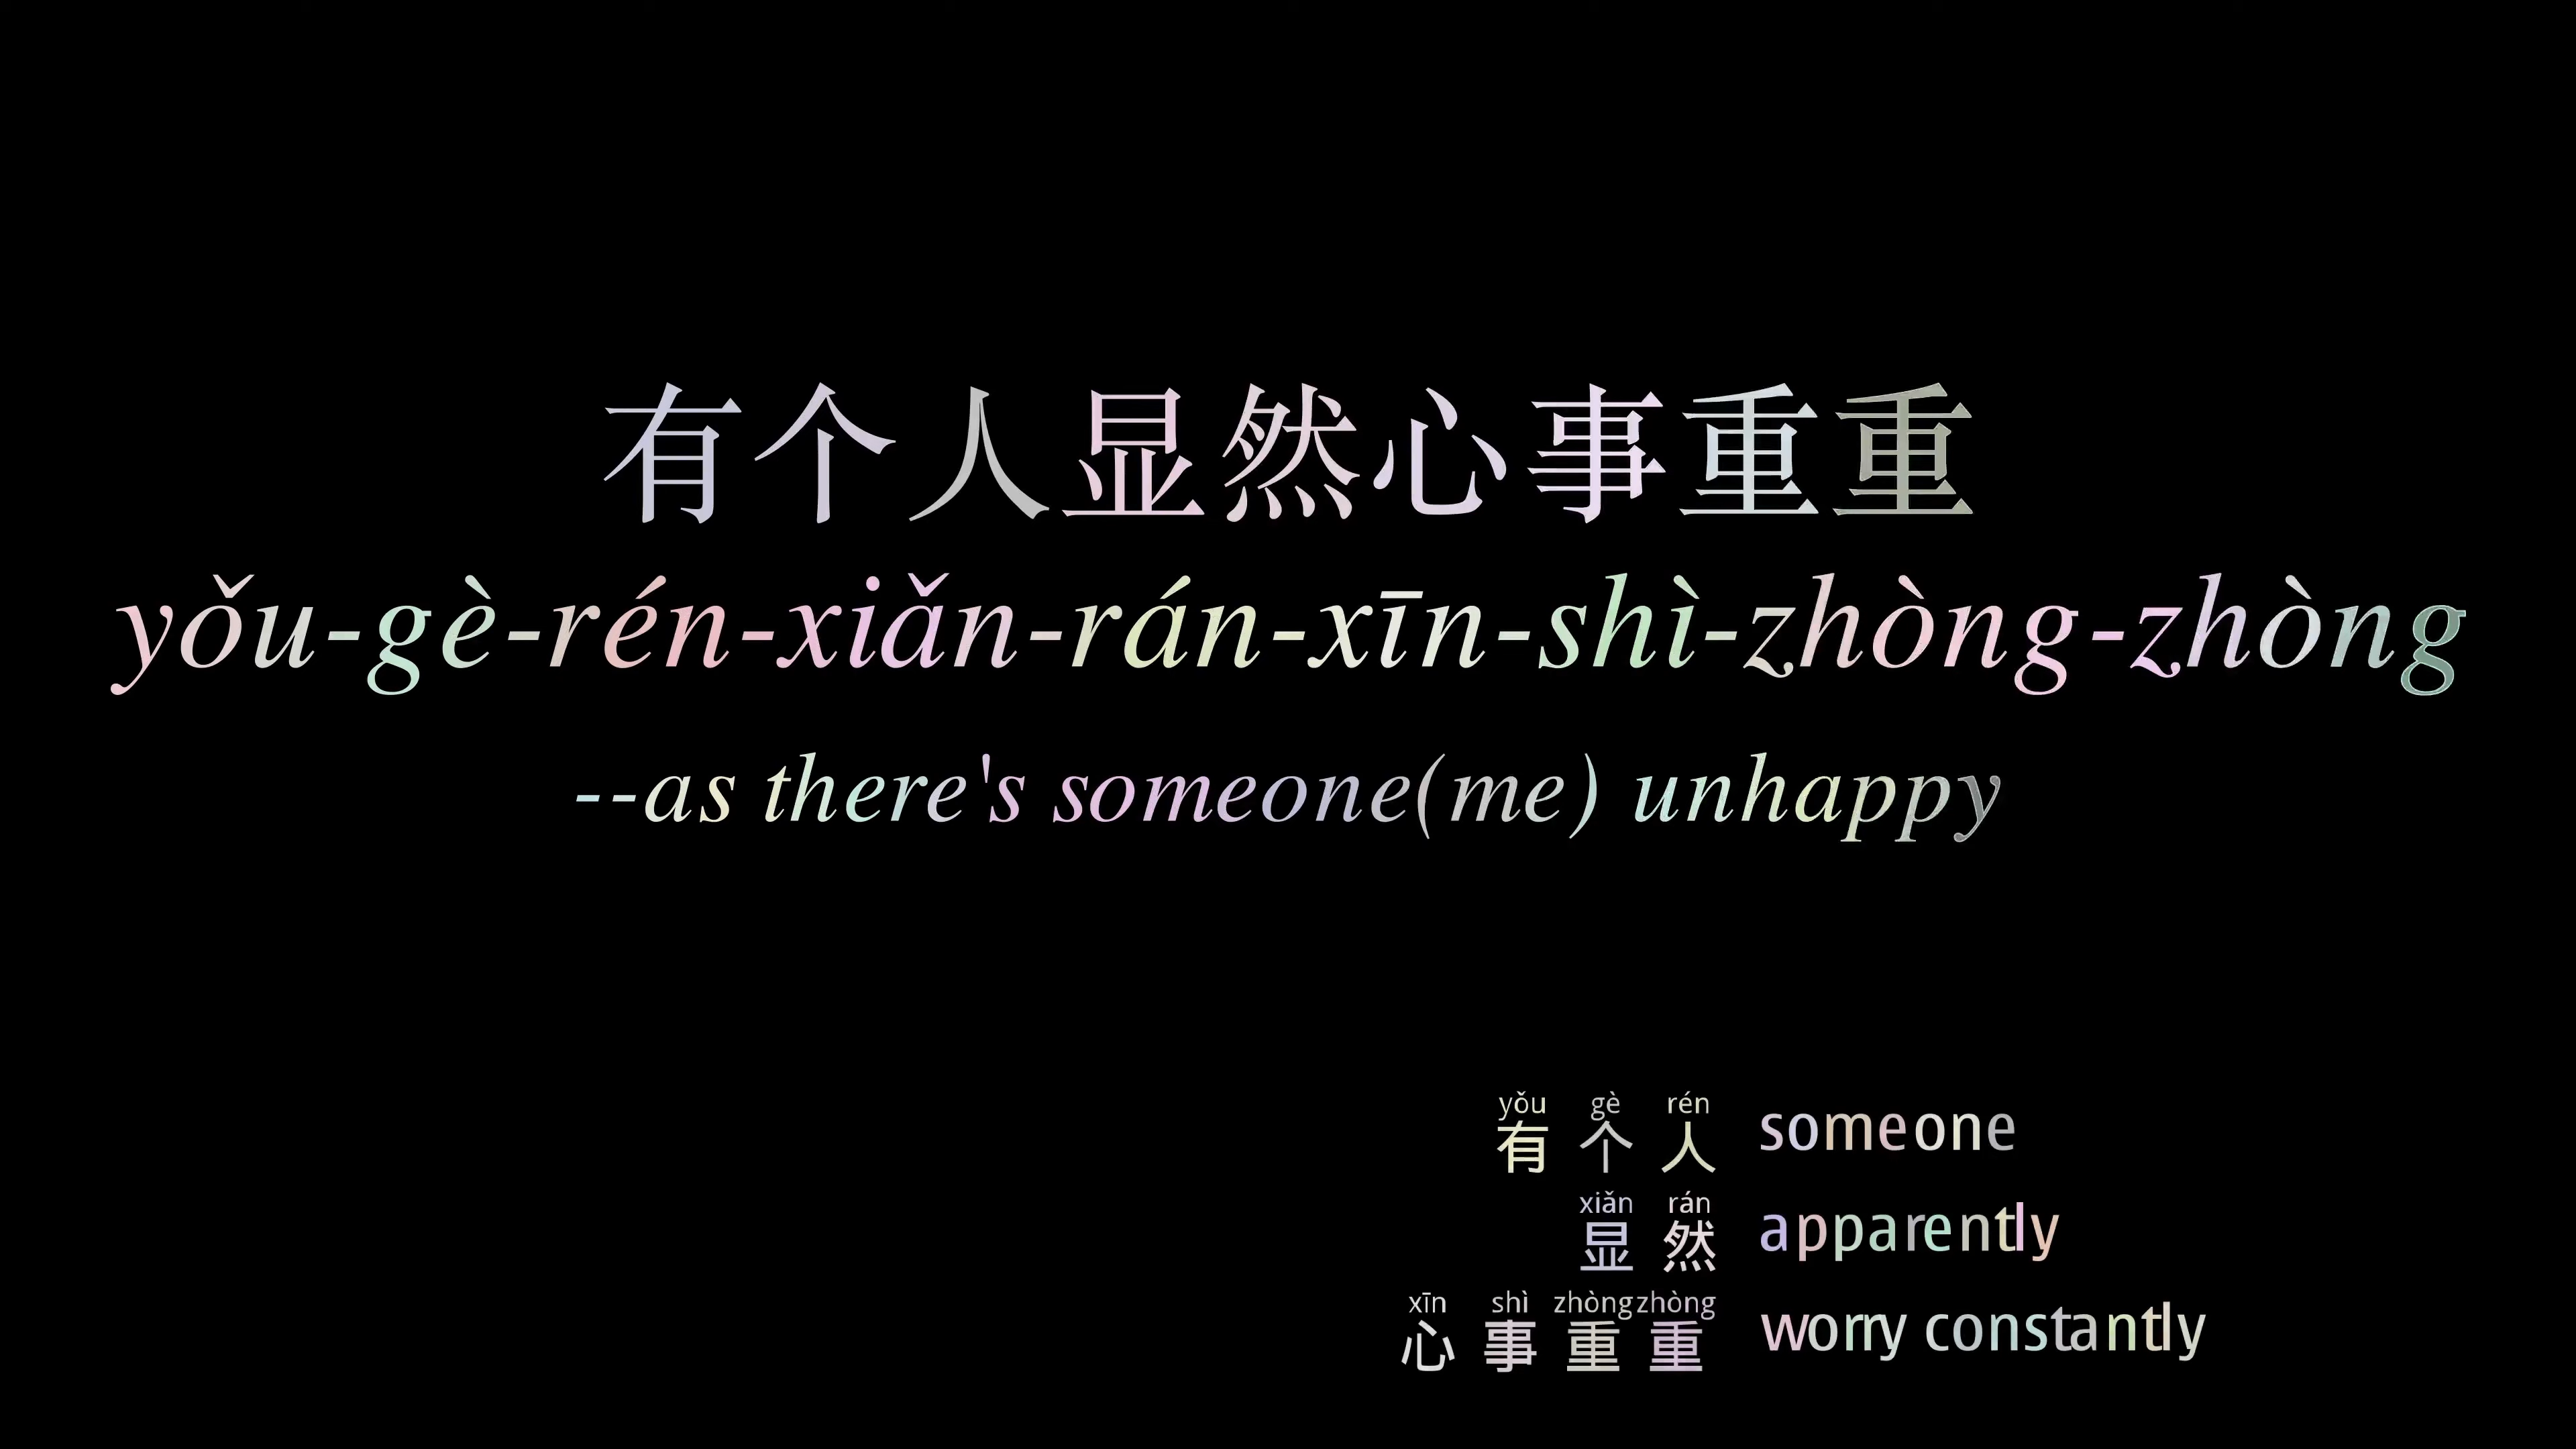 有个人显然心事重重
yǒu-gè-rén-xiǎn-rán-xīn-shì-zhòng-zhòng
--as there's someone(me) unhappy
yǒu gè rén
有 个 人 someone
xiǎn rán
显 然 apparently
xīn shì zhòng zhòng
心 事 重 重 worry constantly